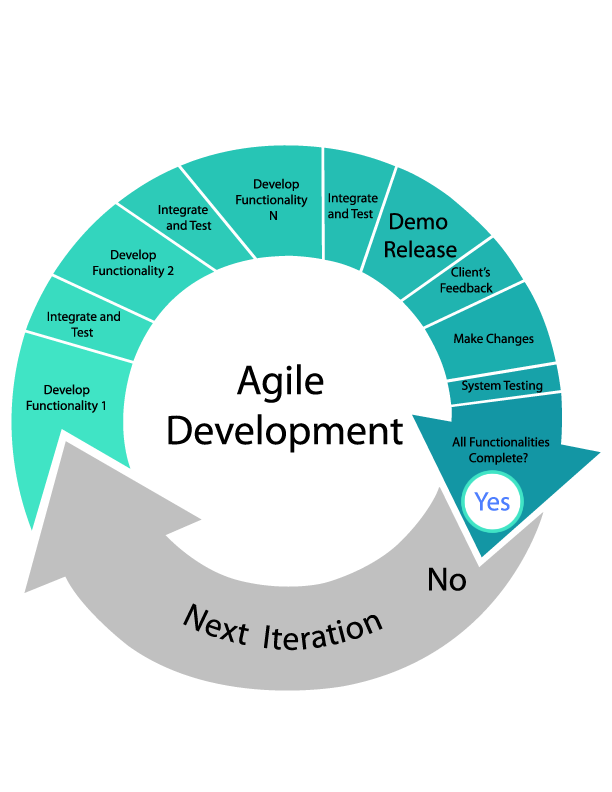 Agile
Development
Develop
Functionality 1
Integrate and
Test
Develop
Functionality 2
Integrate
and Test
Develop
Functionality
N
Integrate
and Test
Demo
Release
Client's
Feedback
Make Changes
System Testing
All Functionalities
Complete?
Yes
No
Next Iteration